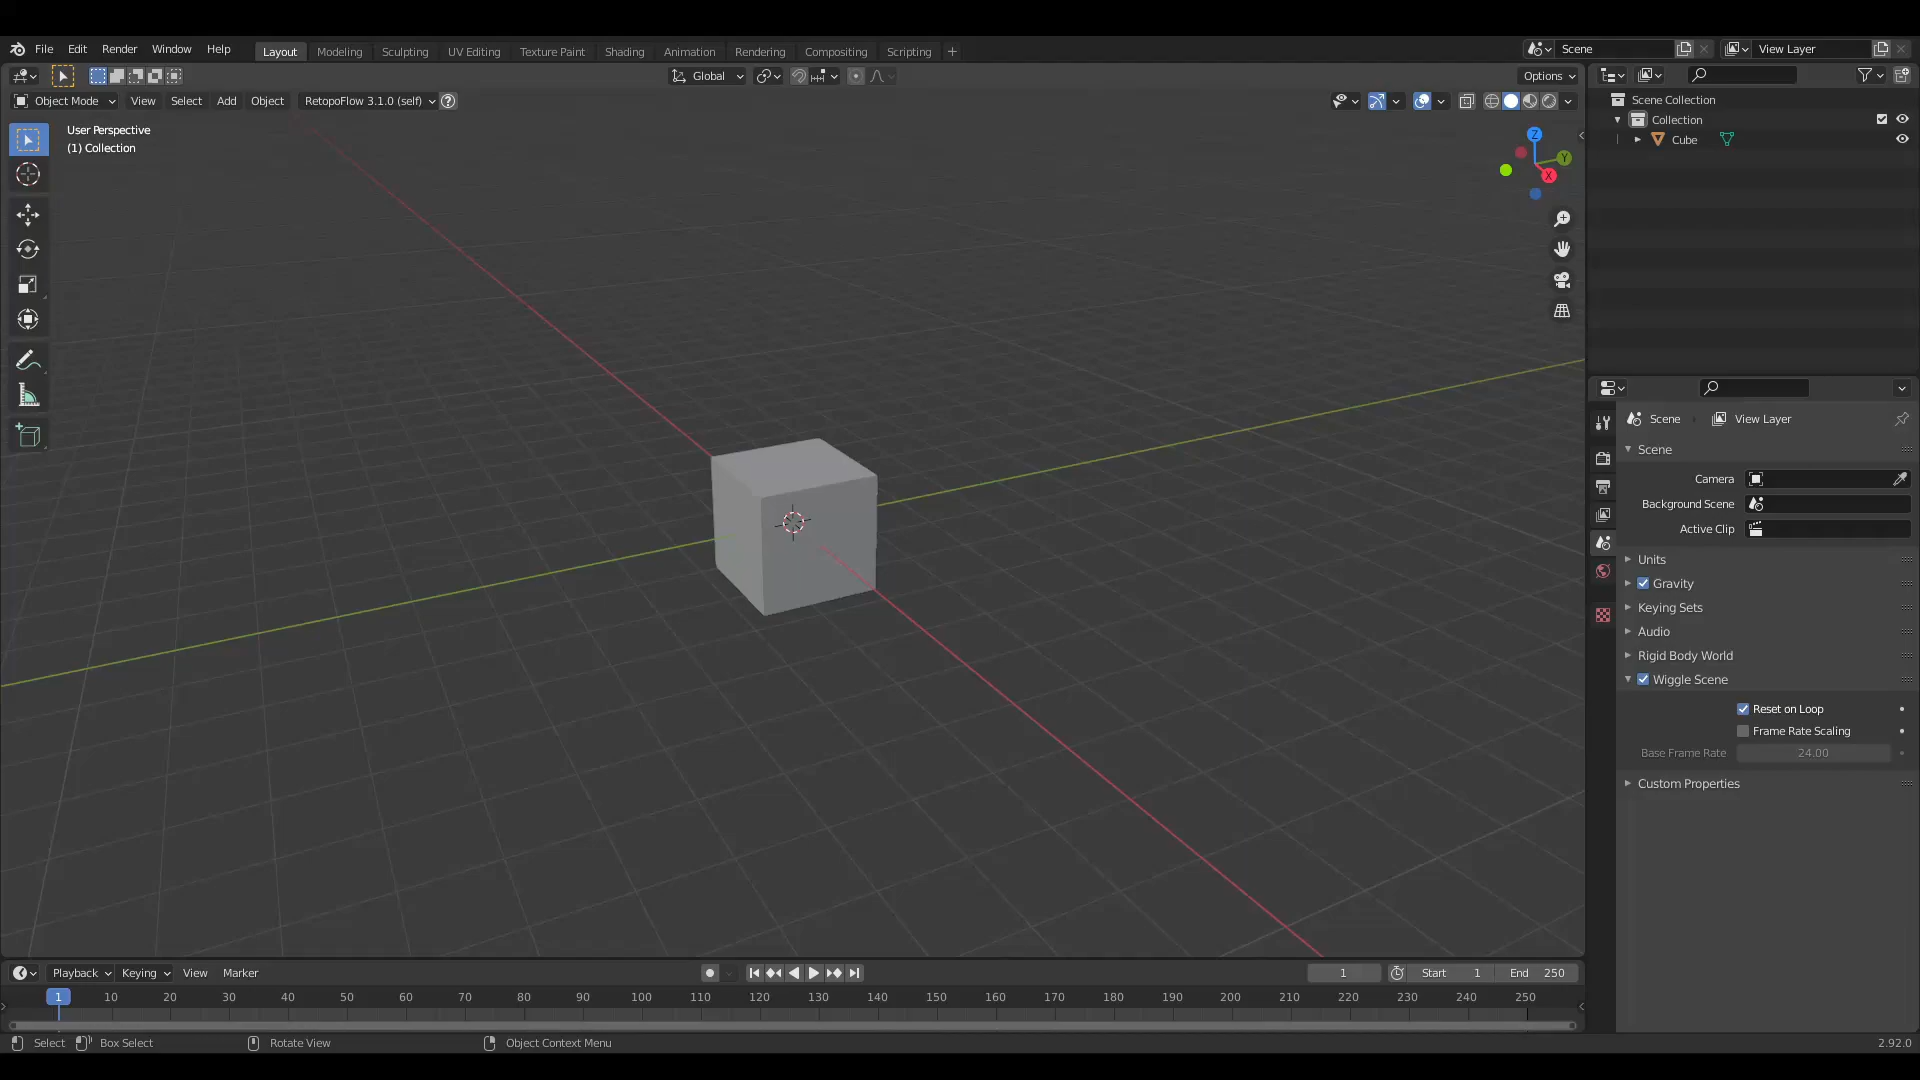 File Edit Render Window Help Layout Modeling Sculpting UV Editing Texture Paint Shading Animation Rendering Compositing Scripting + Scene View Layer
Global Options
Object Mode View Select Add Object RetopoFlow 3.1.0 (self) ?
User Perspective
(1) Collection
Z
Y
X
Scene Collection
Collection
Cube
Scene View Layer
Scene
Camera
Background Scene
Active Clip
Units
Gravity
Keying Sets
Audio
Rigid Body World
Wiggle Scene
Reset on Loop
Frame Rate Scaling
Base Frame Rate 24.00
Custom Properties
Playback Keying View Marker 1 Start 1 End 250
1 10 20 30 40 50 60 70 80 90 100 110 120 130 140 150 160 170 180 190 200 210 220 230 240 250
Select Box Select Rotate View Object Context Menu 2.92.0